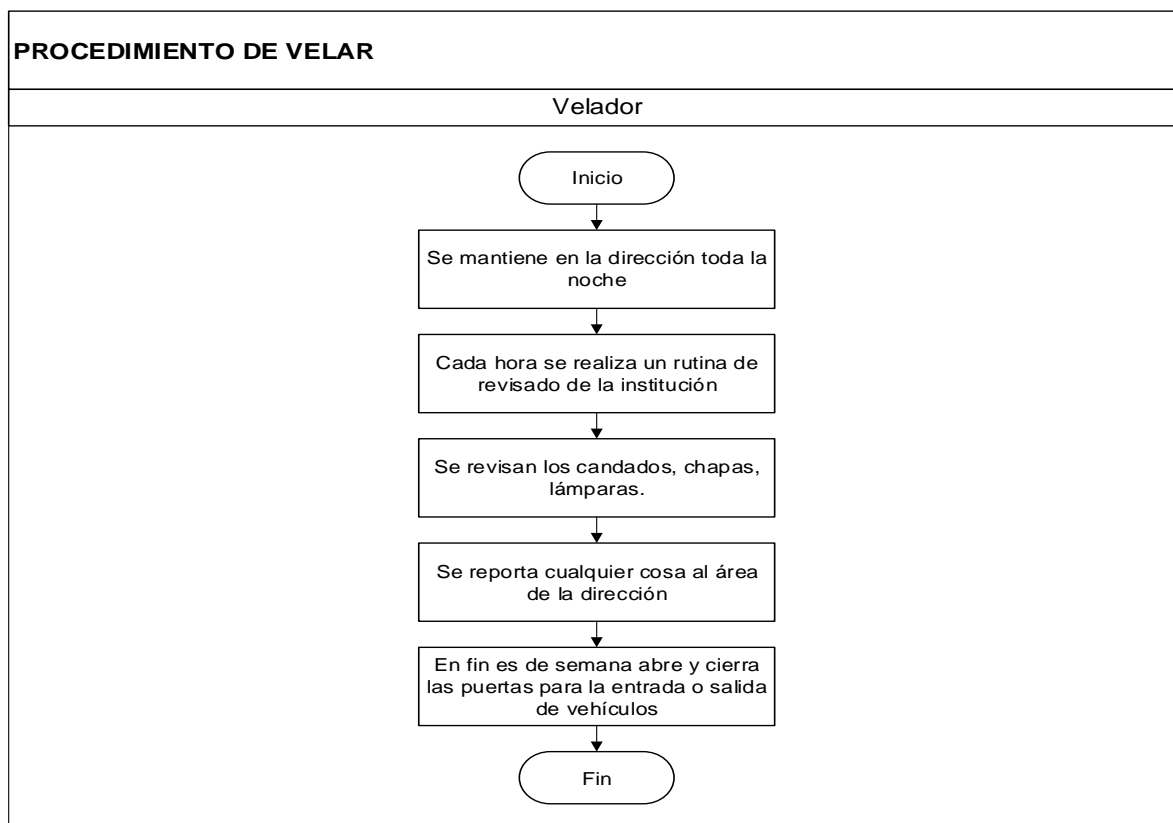 PROCEDIMIENTO DE VELAR
Velador
Inicio
Se mantiene en la dirección toda la
noche
Cada hora se realiza un rutina de
revisado de la institución
Se revisan los candados, chapas,
lámparas.
Se reporta cualquier cosa al área
de la dirección
En fin es de semana abre y cierra
las puertas para la entrada o salida
de vehículos
Fin